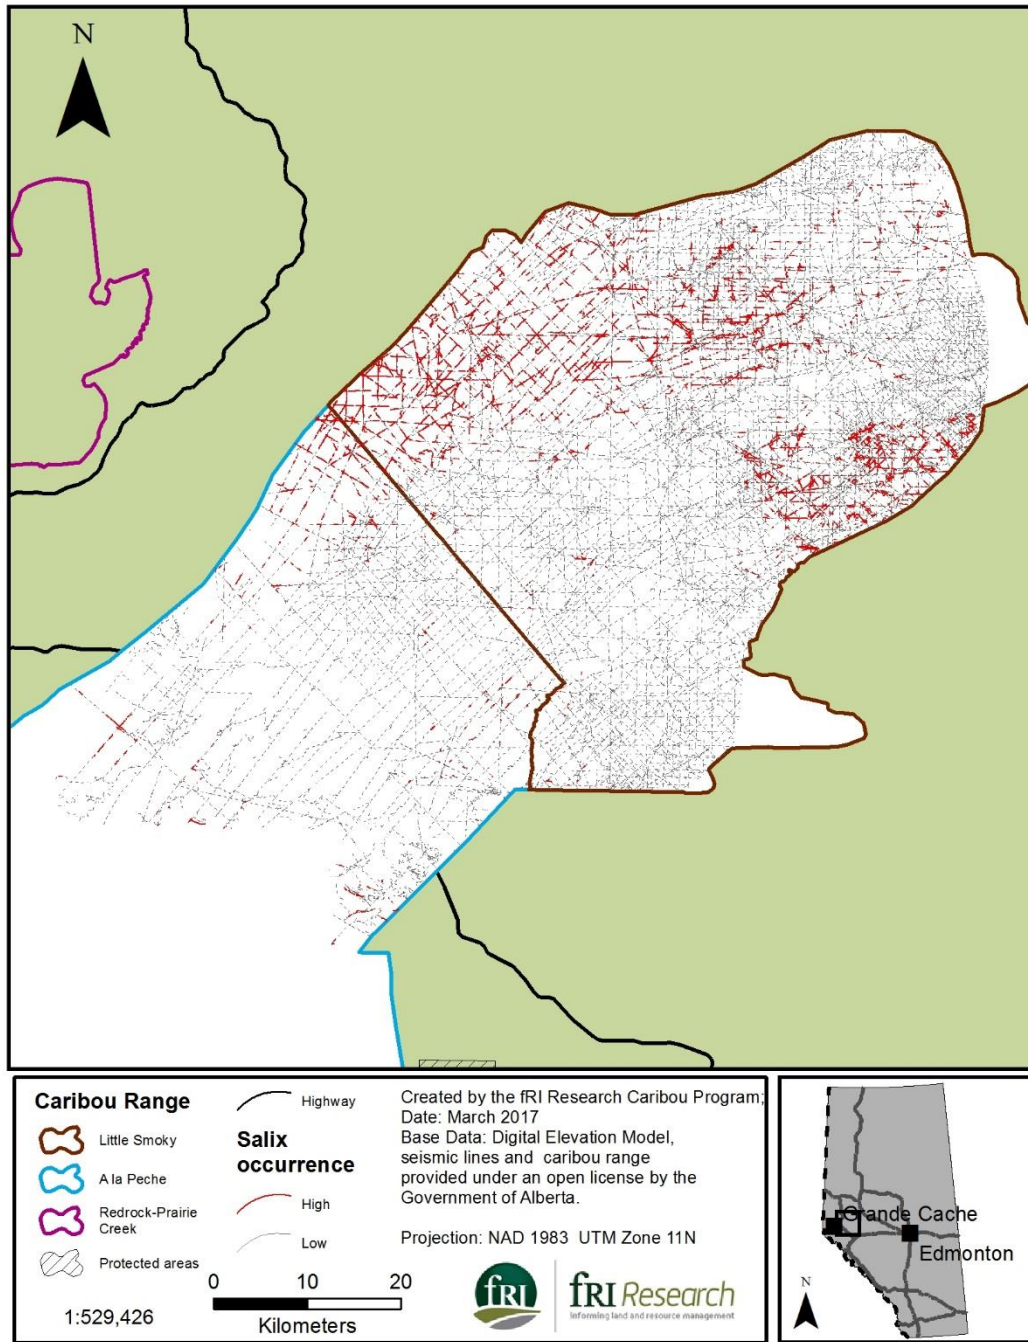 N
Caribou Range
Little Smoky
A la Peche
Redrock-Prairie
Creek
Protected areas
1:529,426
Highway
Salix
occurrence
High
Low
0 10 20
Kilometers
Created by the fRI Research Caribou Program;
Date: March 2017
Base Data: Digital Elevation Model,
seismic lines and caribou range
provided under an open license by the
Government of Alberta.
Projection: NAD 1983 UTM Zone 11N
fRI
fRI Research
Informing land and resource management
Grande Cache
Edmonton
N